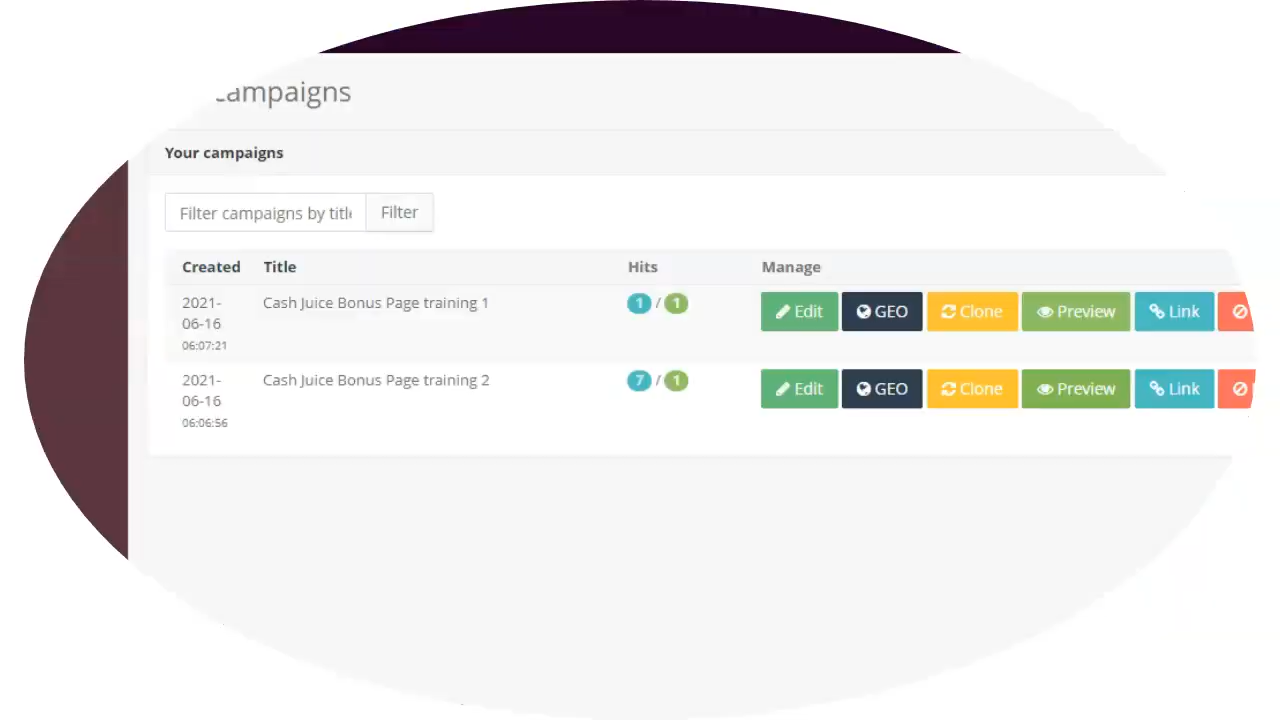 campaigns
Your campaigns
Filter campaigns by title Filter
Created Title Hits Manage
2021-06-16 06:07:21 Cash Juice Bonus Page training 1 1 / 1 Edit GEO Clone Preview Link
2021-06-16 06:06:56 Cash Juice Bonus Page training 2 7 / 1 Edit GEO Clone Preview Link